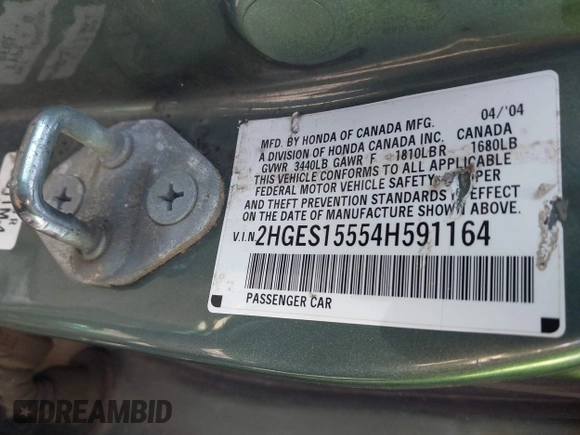 04/'04
MFD. BY HONDA OF CANADA MFG.
A DIVISION OF HONDA CANADA INC. CANADA
GVWR 3440LB GAWR F 1810LB R 1680LB
THIS VEHICLE CONFORMS TO ALL APPLICABLE
FEDERAL MOTOR VEHICLE SAFETY
AND THEFT PREVENTION STANDARDS EFFECT
ON THE DATE OF MANUFACTURE SHOWN ABOVE.
V.I.N. 2HGES15554H591164
PASSENGER CAR
DREAMBID